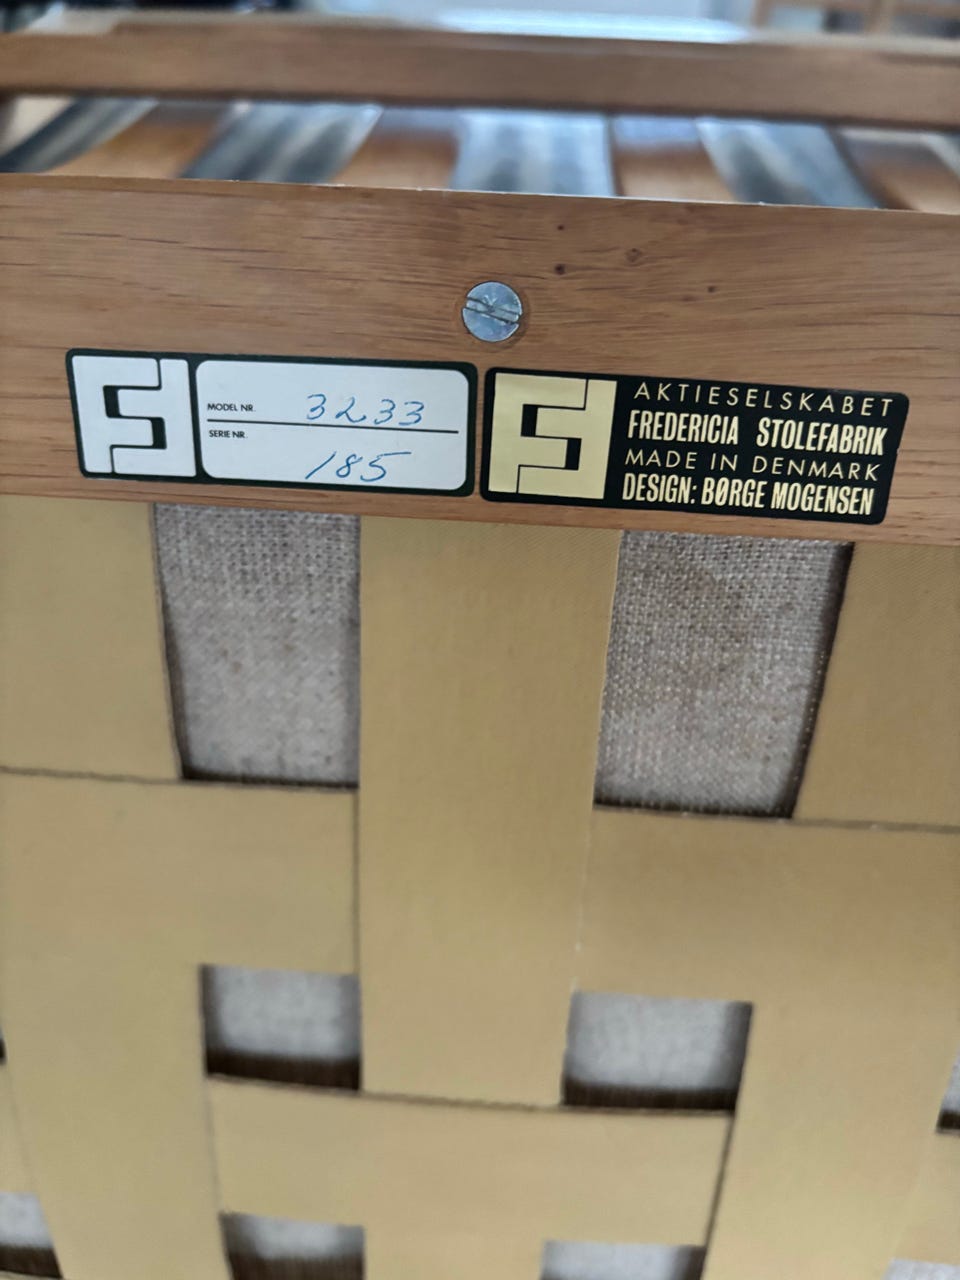 MODEL NR. 3233
SERIE NR. 185
AKTIESELSKABET
FREDERICIA STOLEFABRIK
MADE IN DENMARK
DESIGN: BØRGE MOGENSEN